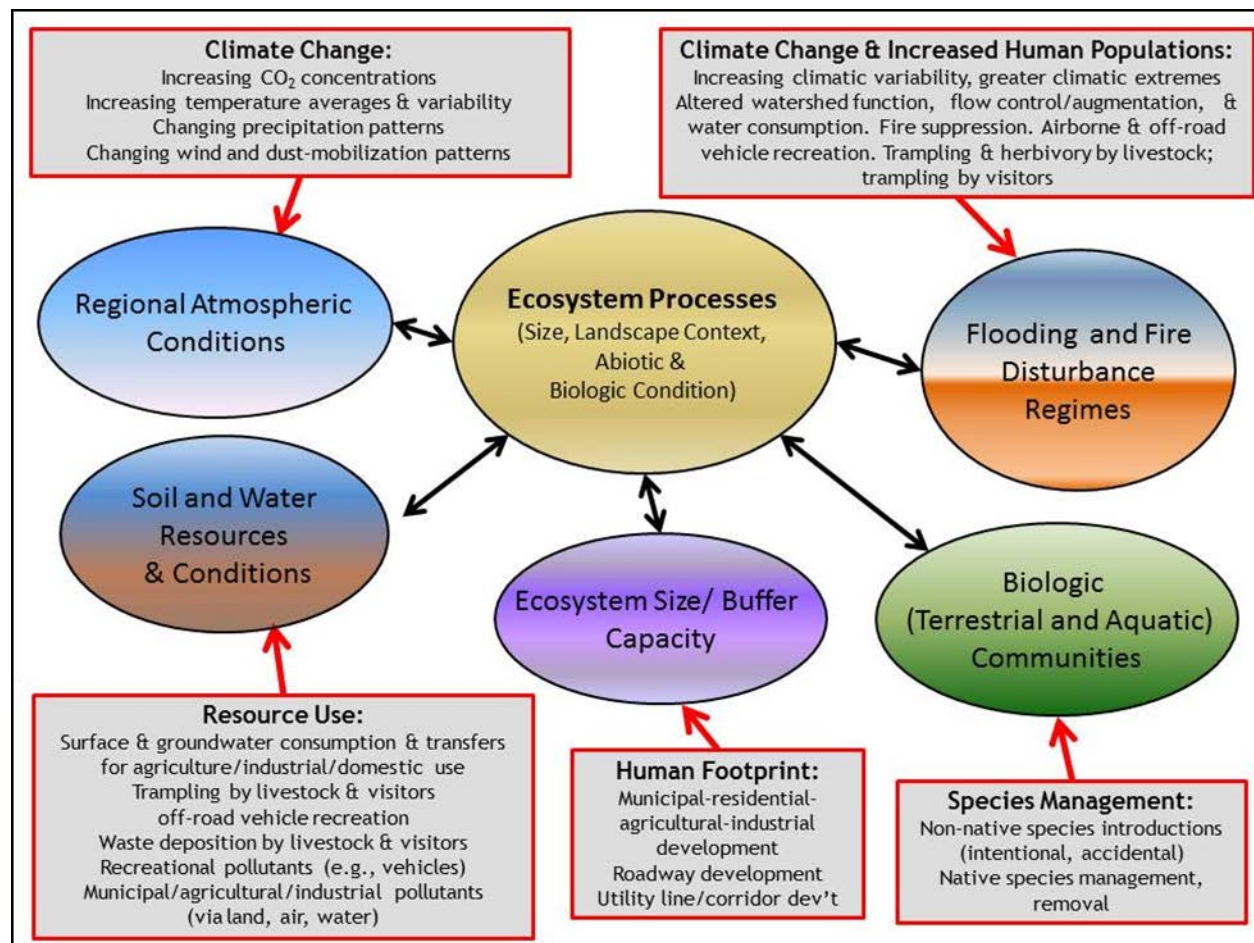 Climate Change:
Increasing CO₂ concentrations
Increasing temperature averages & variability
Changing precipitation patterns
Changing wind and dust-mobilization patterns
Climate Change & Increased Human Populations:
Increasing climatic variability, greater climatic extremes
Altered watershed function, flow control/augmentation, &
water consumption. Fire suppression. Airborne & off-road
vehicle recreation. Trampling & herbivory by livestock;
trampling by visitors
Regional Atmospheric
Conditions
Ecosystem Processes
(Size, Landscape Context,
Abiotic &
Biologic Condition)
Flooding and Fire
Disturbance
Regimes
Soil and Water
Resources
& Conditions
Ecosystem Size/ Buffer
Capacity
Biologic
(Terrestrial and Aquatic)
Communities
Resource Use:
Surface & groundwater consumption & transfers
for agriculture/industrial/domestic use
Trampling by livestock & visitors
off-road vehicle recreation
Waste deposition by livestock & visitors
Recreational pollutants (e.g., vehicles)
Municipal/agricultural/industrial pollutants
(via land, air, water)
Human Footprint:
Municipal-residential-
agricultural-industrial
development
Roadway development
Utility line/corridor dev't
Species Management:
Non-native species introductions
(intentional, accidental)
Native species management,
removal